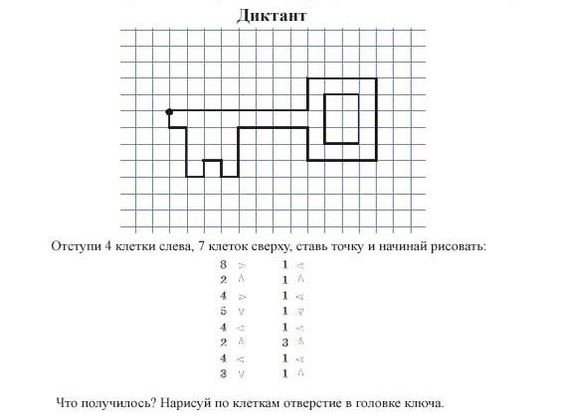 Диктант
Отступи 4 клетки слева, 7 клеток сверху, ставь точку и начинай рисовать:
8 > 1 <
2 ^ 1 ^
4 > 1 <
5 v 1 v
4 < 1 <
2 ^ 3 ^
4 < 1 <
3 v 1 ^
Что получилось? Нарисуй по клеткам отверстие в головке ключа.